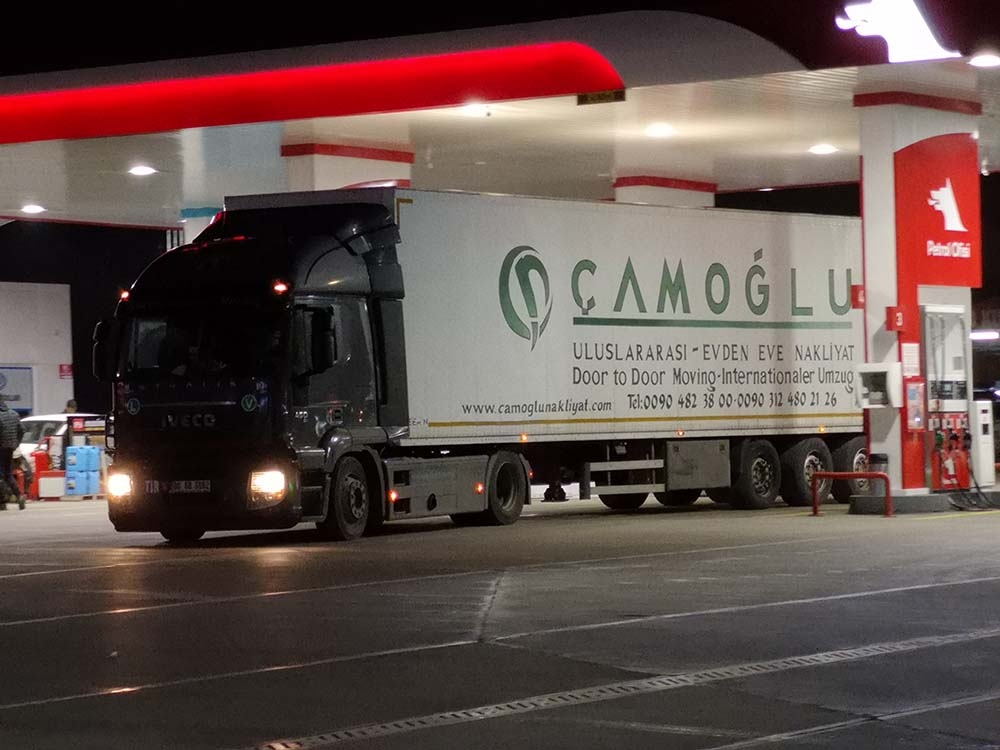 ÇAMOĞLU
ULUSLARARASI - EVDEN EVE NAKLİYAT
Door to Door Moving-Internationaler Umzug
www.camoglunakliyat.com Tel:0090 482 38 00-0090 312 480 21 26
Petrol Ofisi
3
IVECO
L
V
TIR